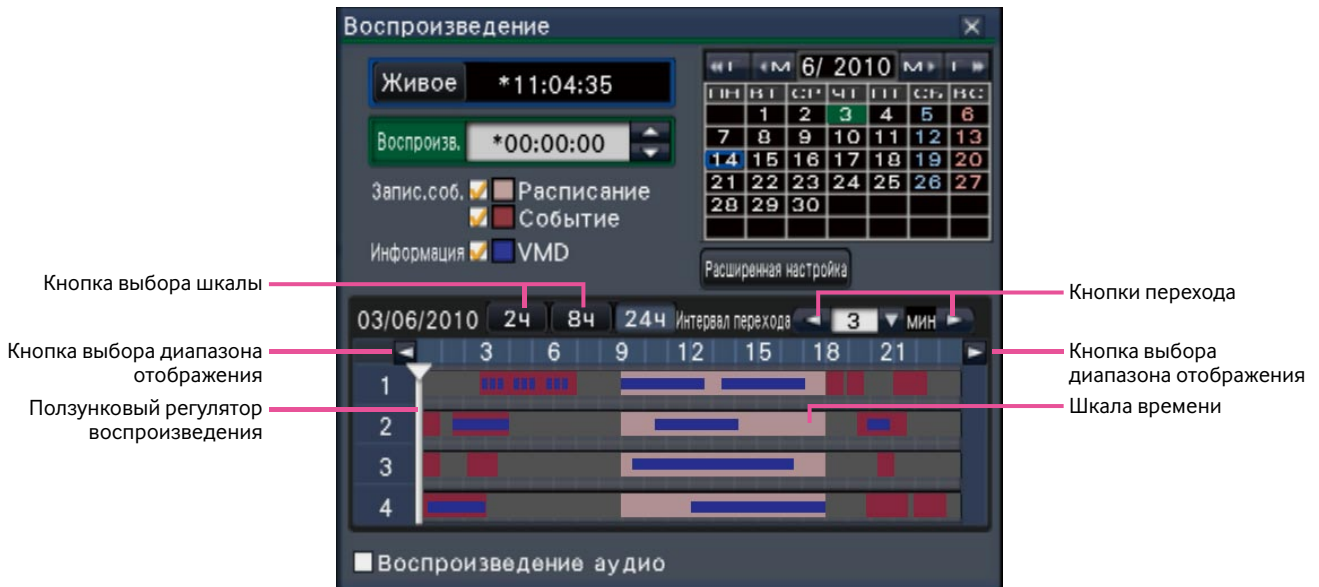 Воспроизведение
Живое *11:04:35
Воспроизв. *00:00:00
Запис.соб. Расписание
Событие
Информация VMD
М 6/ 2010 М
ПН ВТ СР ЧТ ПТ СБ ВС
1 2 3 4 5 6
7 8 9 10 11 12 13
14 15 16 17 18 19 20
21 22 23 24 25 26 27
28 29 30
Расширенная настройка
Кнопка выбора шкалы
Кнопки перехода
03/06/2010 2ч 8ч 24ч Интервал перехода 3 мин
Кнопка выбора диапазона
отображения
3 6 9 12 15 18 21
Кнопка выбора
диапазона отображения
Ползунковый регулятор
воспроизведения
Шкала времени
1
2
3
4
Воспроизведение аудио